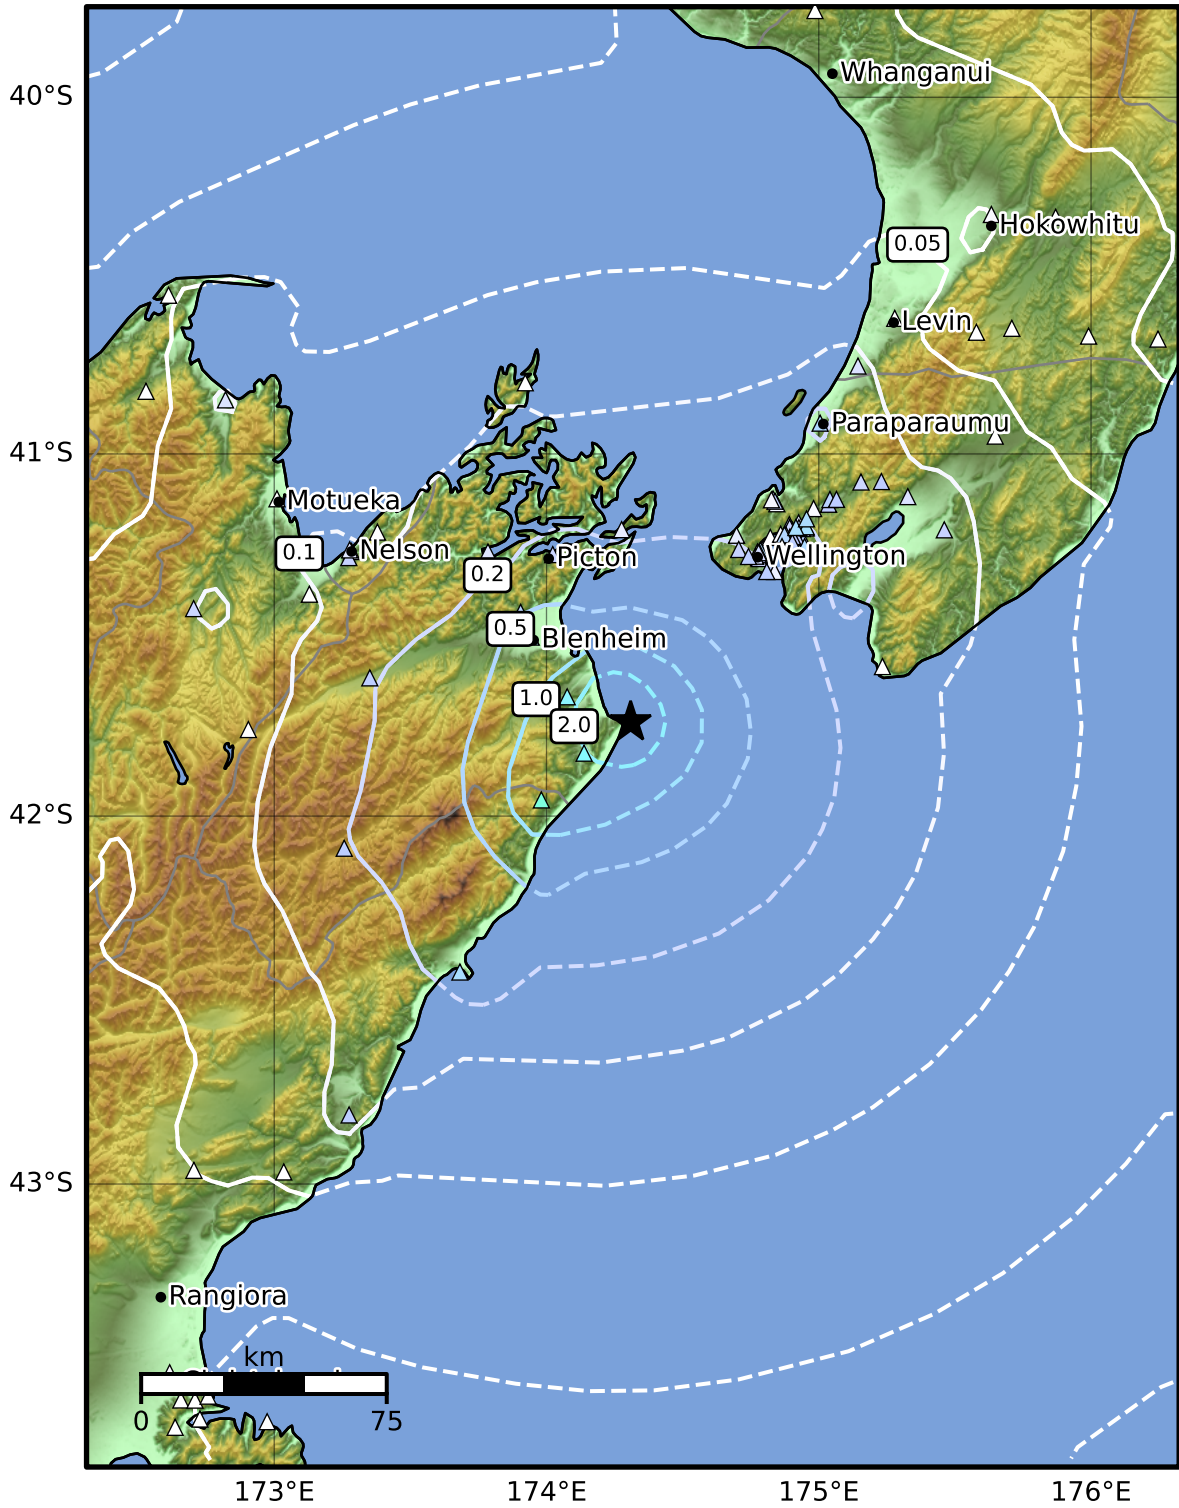 Whanganui
40°S
Hokowhitu
0.05
Levin
Paraparaumu
41°S
Motueka
0.1
Nelson
Picton
Wellington
0.2
0.5
Blenheim
1.0
2.0
42°S
43°S
Rangiora
km
0
75
173°E
174°E
175°E
176°E